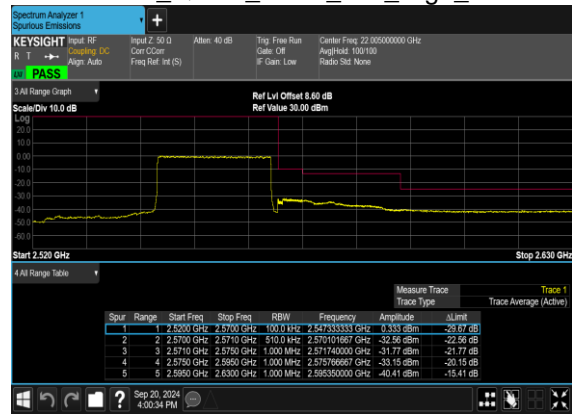 Spectrum Analyzer 1
Spurious Emissions
KEYSIGHT Input: RF Input Z: 50 Ω Atten: 40 dB Trig: Free Run Center Freq: 22.005000000 GHz
R T Coupling: DC Corr CCorr Gate: Off Avg|Hold: 100/100
Align: Auto Freq Ref: Int (S) IF Gain: Low Radio Std: None
PASS
3 All Range Graph
Ref Lvl Offset 8.60 dB
Scale/Div 10.0 dB Ref Value 30.00 dBm
Log
20.0
10.00
0.00
-10.0
-20.0
-30.0
-40.0
-50.0
-60.0
Start 2.520 GHz Stop 2.630 GHz
4 All Range Table
Measure Trace Trace 1
Trace Type Trace Average (Active)
Spur Range Start Freq Stop Freq RBW Frequency Amplitude ΔLimit
1 1 2.5200 GHz 2.5700 GHz 100.0 kHz 2.547333333 GHz 0.333 dBm -29.67 dB
2 2 2.5700 GHz 2.5710 GHz 510.0 kHz 2.570101667 GHz -32.56 dBm -22.56 dB
3 3 2.5710 GHz 2.5750 GHz 1.000 MHz 2.571740000 GHz -31.77 dBm -21.77 dB
4 4 2.5750 GHz 2.5950 GHz 1.000 MHz 2.575766667 GHz -33.15 dBm -20.15 dB
5 5 2.5950 GHz 2.6300 GHz 1.000 MHz 2.595350000 GHz -40.41 dBm -15.41 dB
Sep 20, 2024
4:00:34 PM